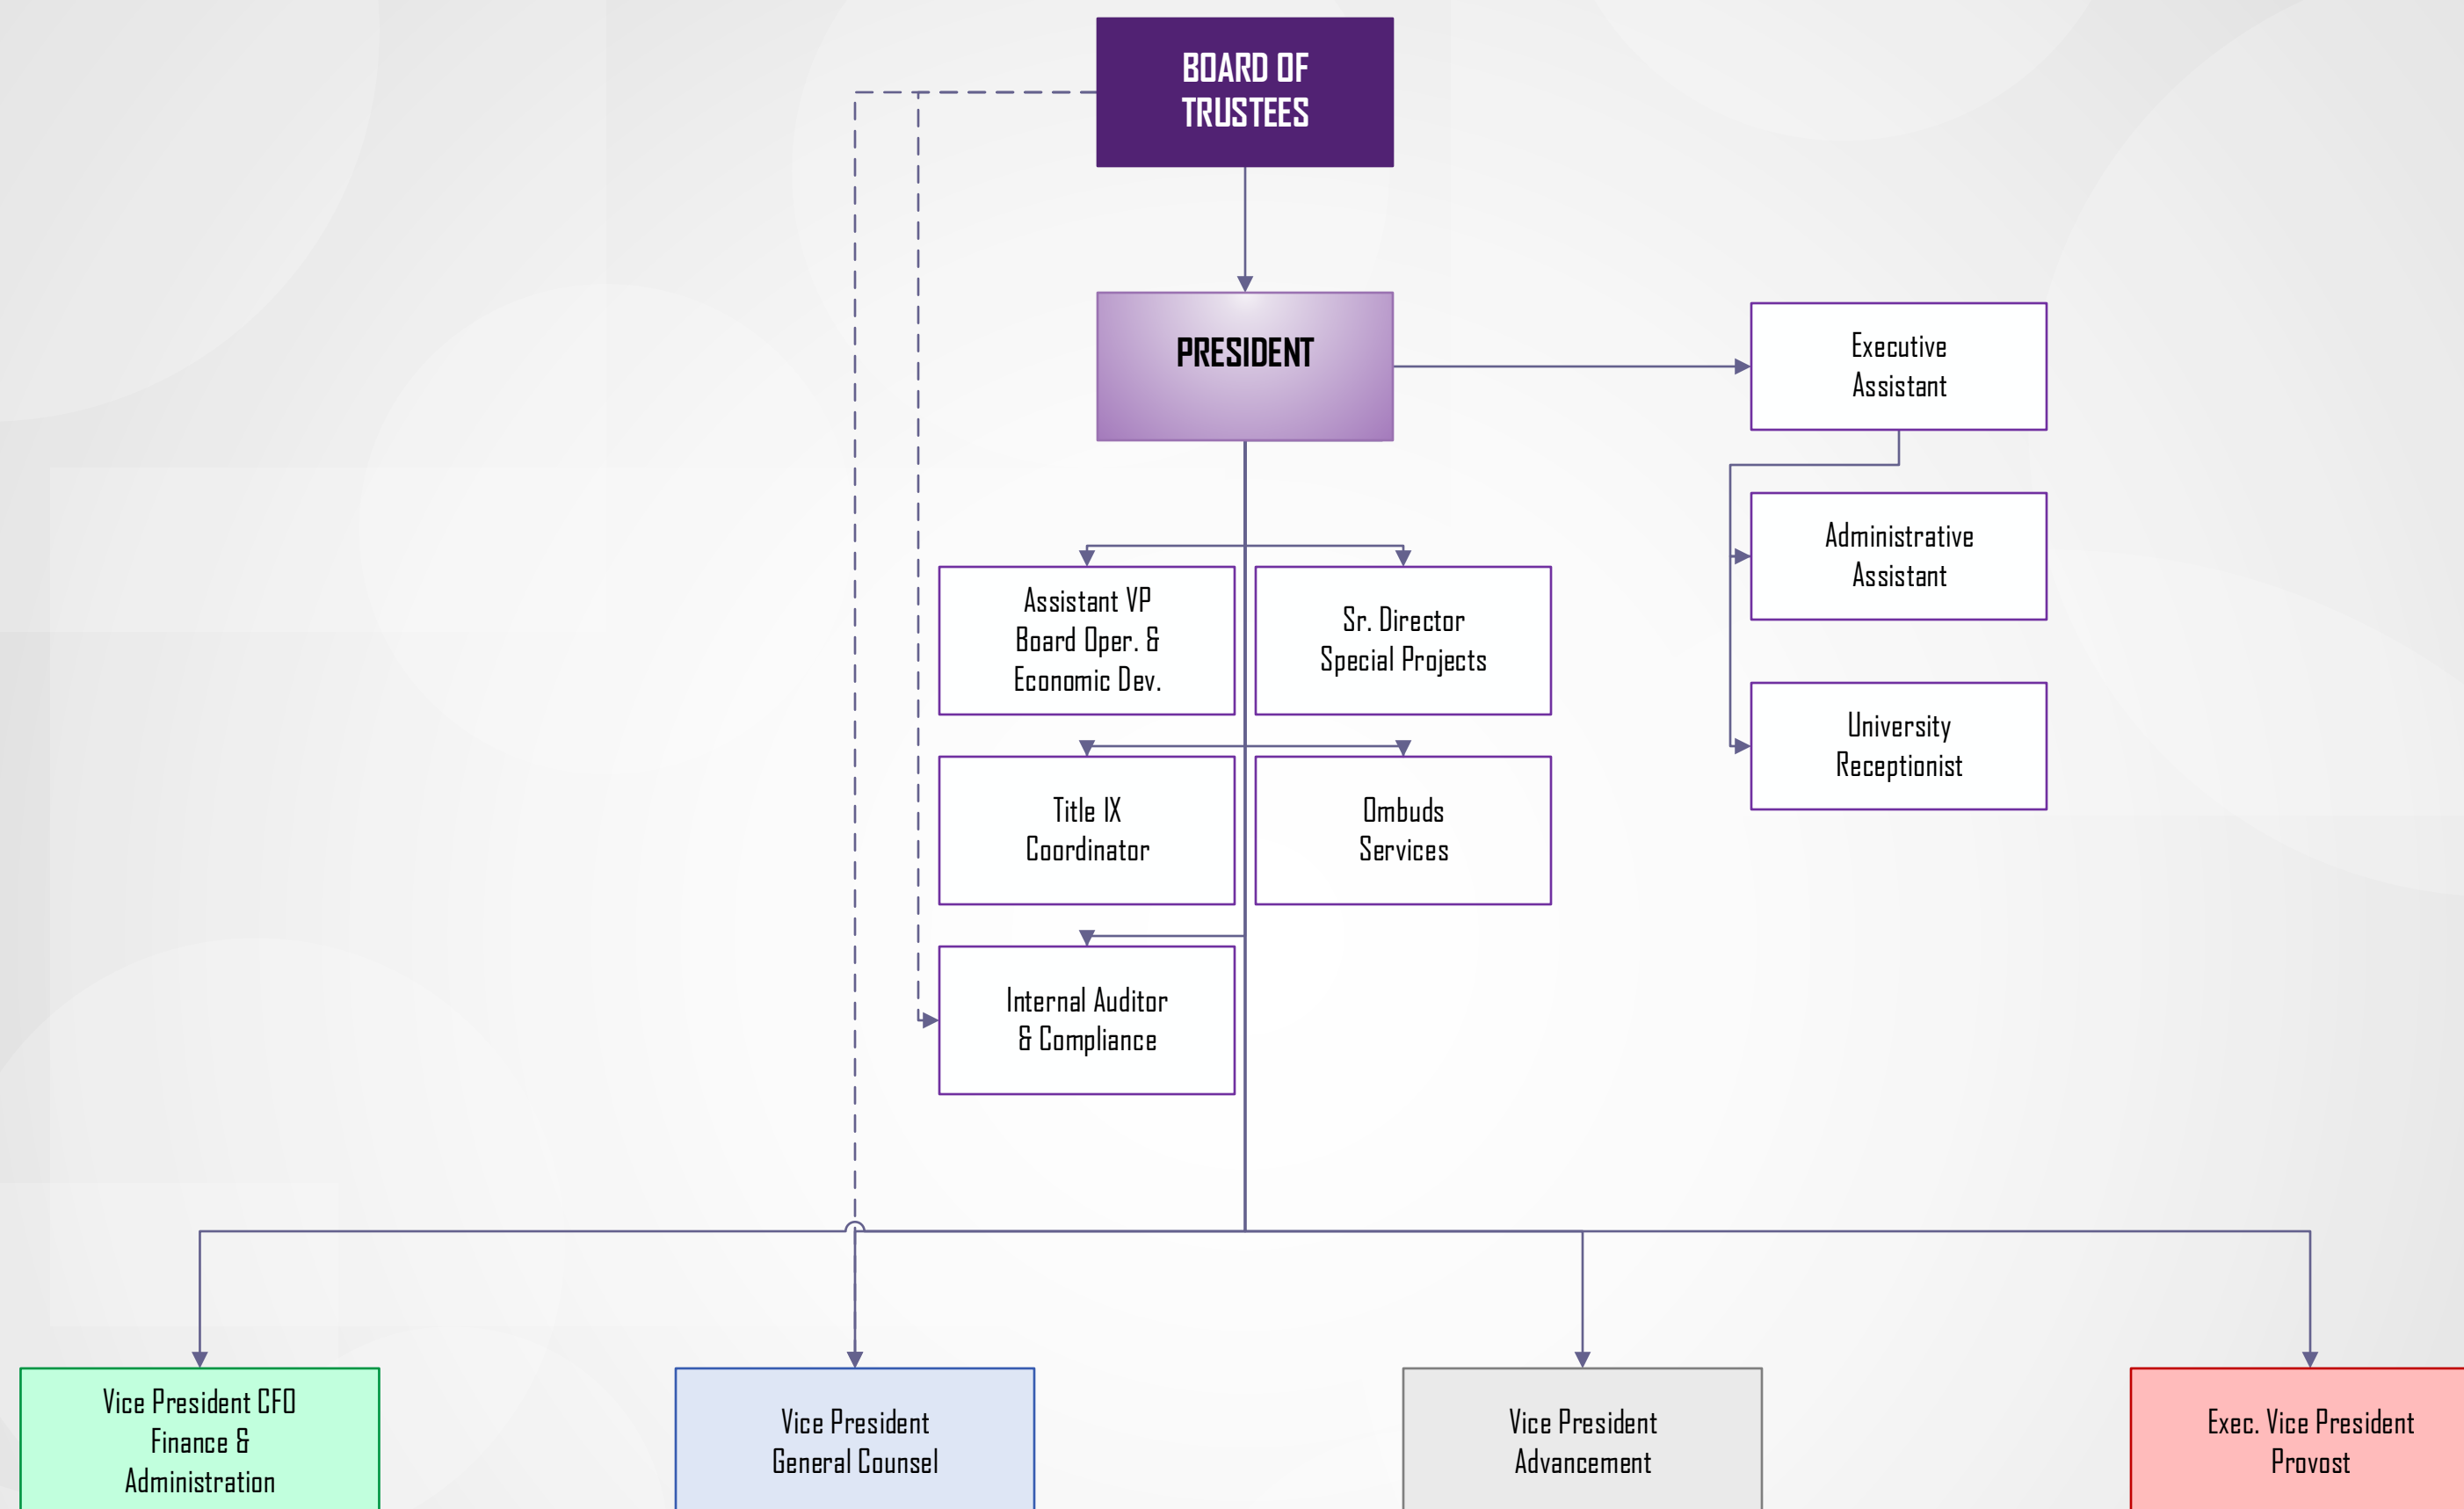 BOARD OF
TRUSTEES
PRESIDENT
Executive
Assistant
Administrative
Assistant
University
Receptionist
Assistant VP
Board Oper. &
Economic Dev.
Sr. Director
Special Projects
Title IX
Coordinator
Ombuds
Services
Internal Auditor
& Compliance
Vice President CFO
Finance &
Administration
Vice President
General Counsel
Vice President
Advancement
Exec. Vice President
Provost